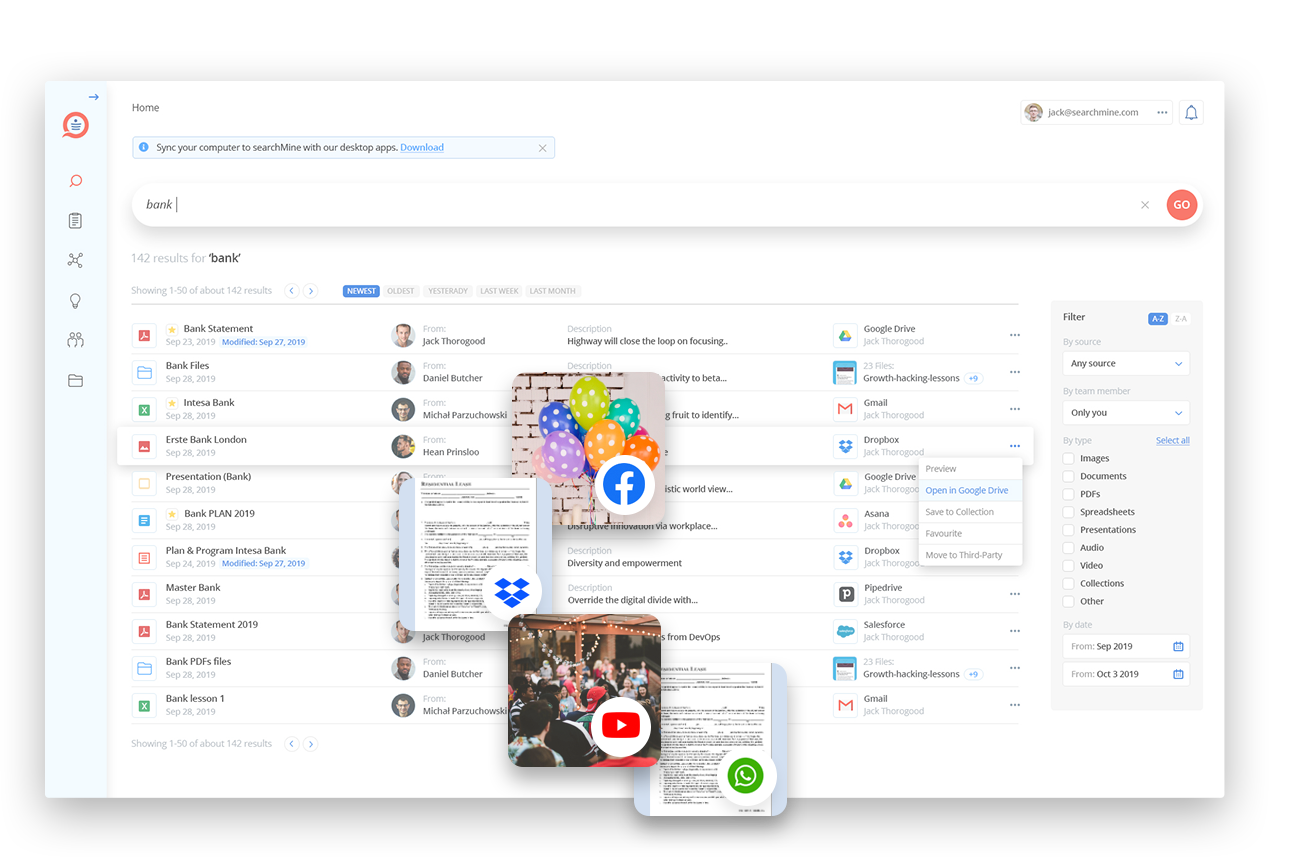 Home
jack@searchmine.com
Sync your computer to searchMine with our desktop apps. Download
bank
GO
142 results for ‘bank’
Showing 1-50 of about 142 results
NEWEST OLDEST YESTERADY LAST WEEK LAST MONTH
Bank Statement
Sep 23, 2019 Modified: Sep 27, 2019
From:
Jack Thorogood
Description
Highway will close the loop on focusing..
Google Drive
Jack Thorogood
Bank Files
Sep 28, 2019
From:
Daniel Butcher
Description
activity to beta...
23 Files:
Growth-hacking-lessons +9
Intesa Bank
Sep 28, 2019
From:
Michał Parzuchowski
fruit to identify...
Gmail
Jack Thorogood
Erste Bank London
Sep 28, 2019
From:
Hean Prinsloo
Dropbox
Jack Thorogood
Presentation (Bank)
Sep 28, 2019
world view...
Google Drive
Jack Thorogood
Bank PLAN 2019
Sep 28, 2019
Disruptive innovation via workplace...
Asana
Jack Thorogood
Plan & Program Intesa Bank
Sep 24, 2019 Modified: Sep 27, 2019
Description
Diversity and empowerment
Dropbox
Jack Thorogood
Master Bank
Sep 28, 2019
Description
Override the digital divide with...
Pipedrive
Jack Thorogood
Bank Statement 2019
Sep 28, 2019
Jack Thorogood
from DevOps
Salesforce
Jack Thorogood
Bank PDFs files
Sep 28, 2019
From:
Daniel Butcher
23 Files:
Growth-hacking-lessons +9
Bank lesson 1
Sep 28, 2019
From:
Michał Parzuchowski
Gmail
Jack Thorogood
Showing 1-50 of about 142 results
Preview
Open in Google Drive
Save to Collection
Favourite
Move to Third-Party
Filter
A-Z Z-A
By source
Any source
By team member
Only you
By type Select all
Images
Documents
PDFs
Spreadsheets
Presentations
Audio
Video
Collections
Other
By date
From: Sep 2019
From: Oct 3 2019
Residential Lease
Residential Lease